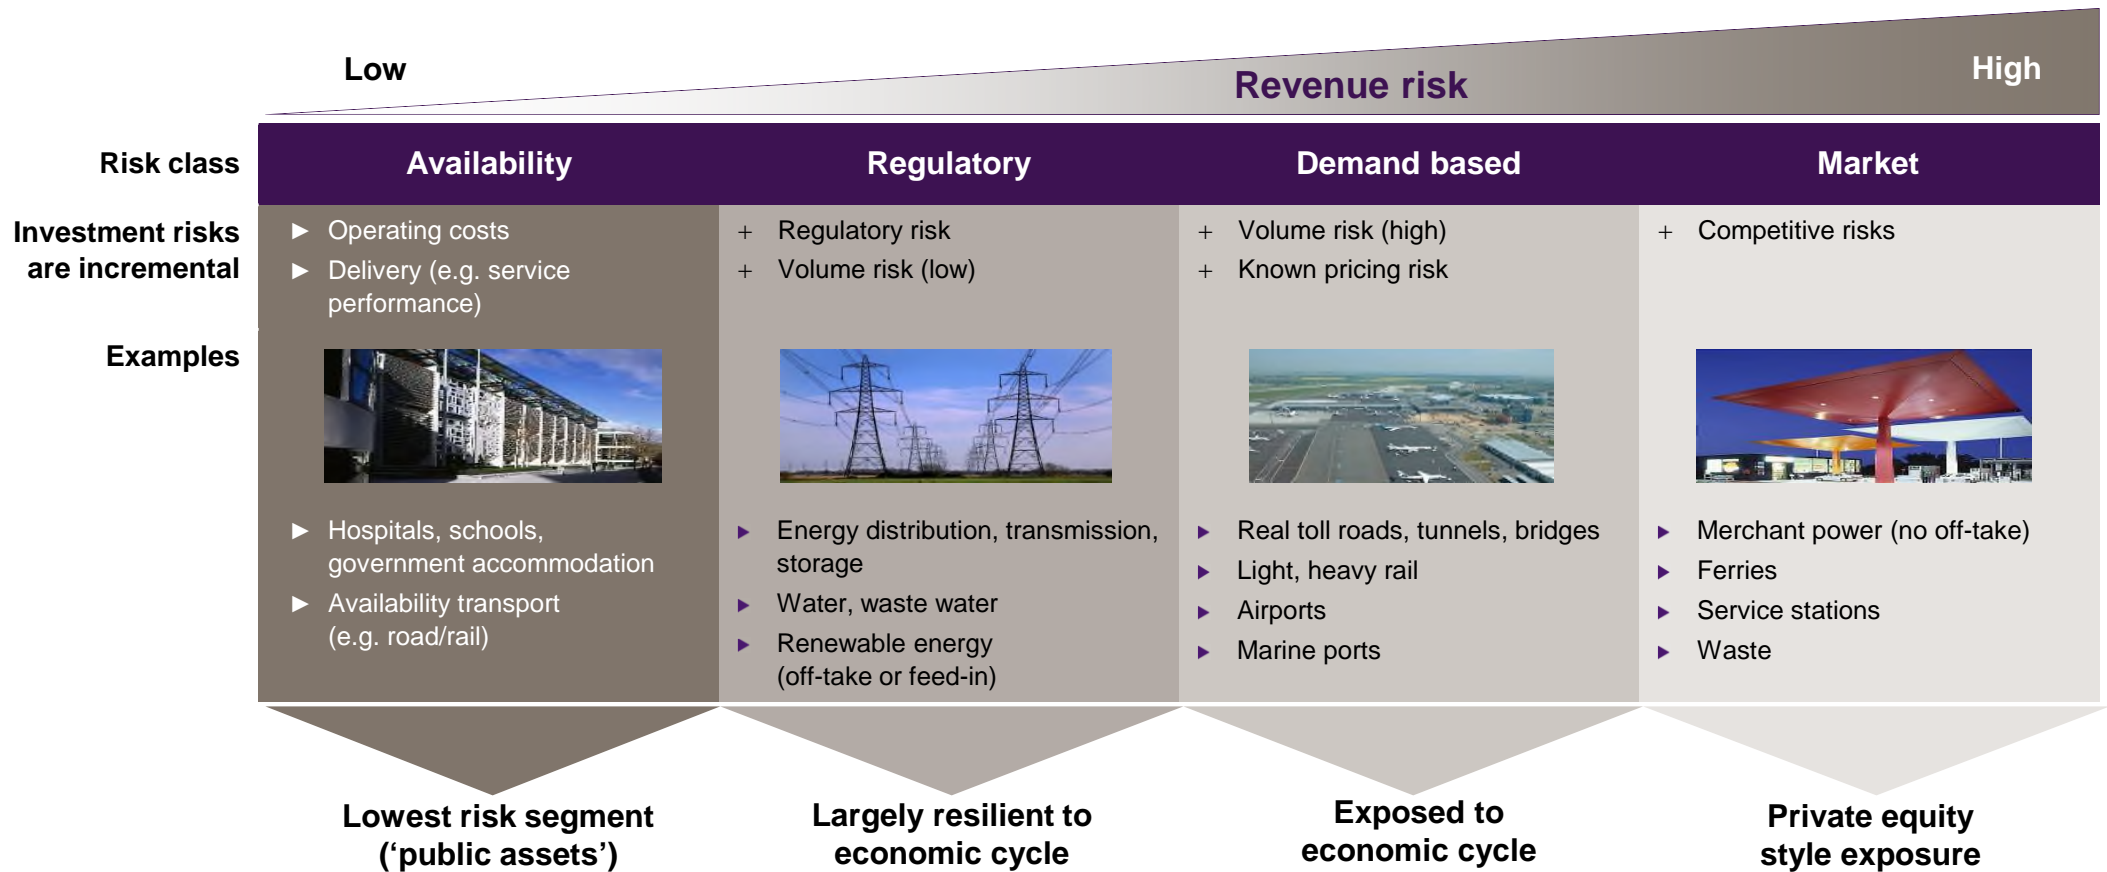 Low
Revenue risk
High
Risk class
Availability
Regulatory
Demand based
Market
Investment risks
are incremental
► Operating costs
► Delivery (e.g. service
performance)
+ Regulatory risk
+ Volume risk (low)
+ Volume risk (high)
+ Known pricing risk
+ Competitive risks
Examples
► Hospitals, schools,
government accommodation
► Availability transport
(e.g. road/rail)
► Energy distribution, transmission,
storage
► Water, waste water
► Renewable energy
(off-take or feed-in)
► Real toll roads, tunnels, bridges
► Light, heavy rail
► Airports
► Marine ports
► Merchant power (no off-take)
► Ferries
► Service stations
► Waste
Lowest risk segment
(‘public assets’)
Largely resilient to
economic cycle
Exposed to
economic cycle
Private equity
style exposure